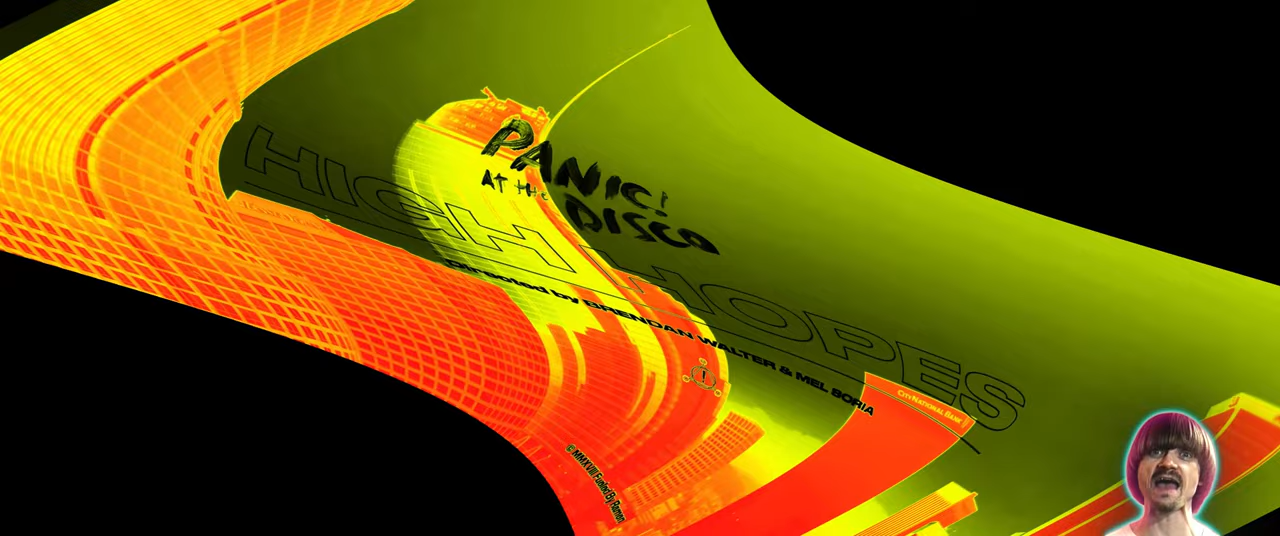 PANIC!
AT the
DISCO
HIGH HOPES
Directed by BRENDAN WALTER & MEL SORIA
CITY NATIONAL BANK
© MMXVIII Fueled By Ramen